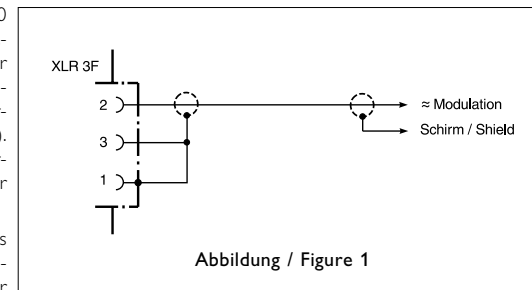 XLR 3F
2
≈ Modulation
3
Schirm / Shield
1
Abbildung / Figure 1